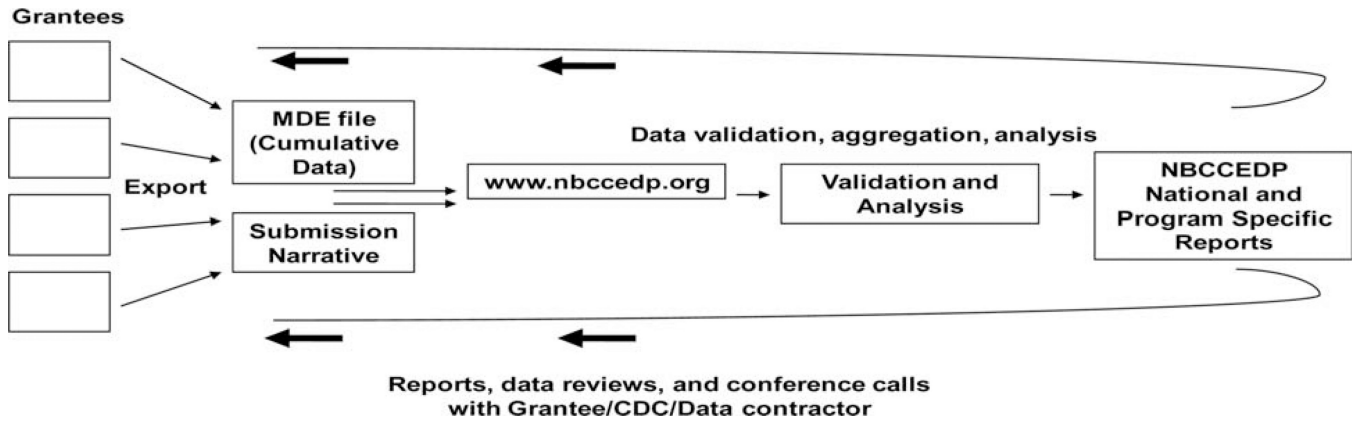 Grantees
MDE file
(Cumulative
Data)
Export
Submission
Narrative
www.nbccedp.org
Data validation, aggregation, analysis
Validation and
Analysis
NBCCEDP
National and
Program Specific
Reports
Reports, data reviews, and conference calls
with Grantee/CDC/Data contractor